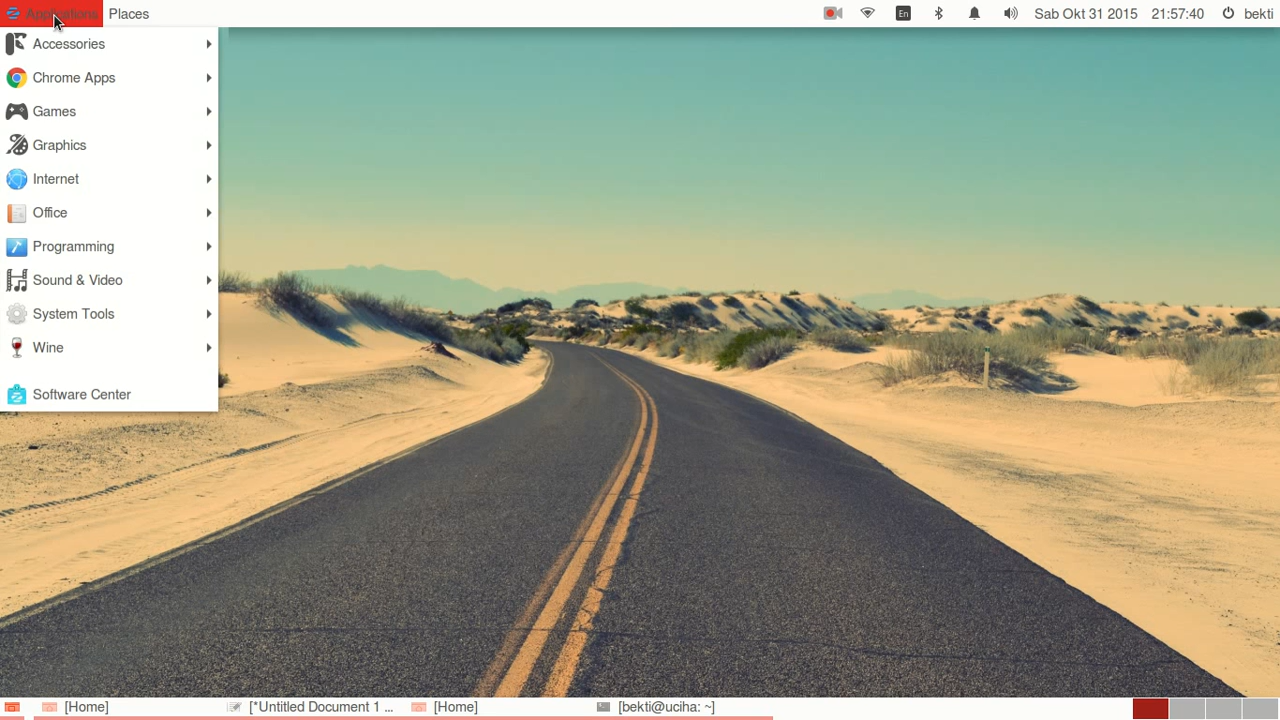 Applications Places En Sab Okt 31 2015 21:57:40 bekti
Accessories
Chrome Apps
Games
Graphics
Internet
Office
Programming
Sound & Video
System Tools
Wine
Software Center
[Home] [*Untitled Document 1 ... [Home] [bekti@uciha: ~]